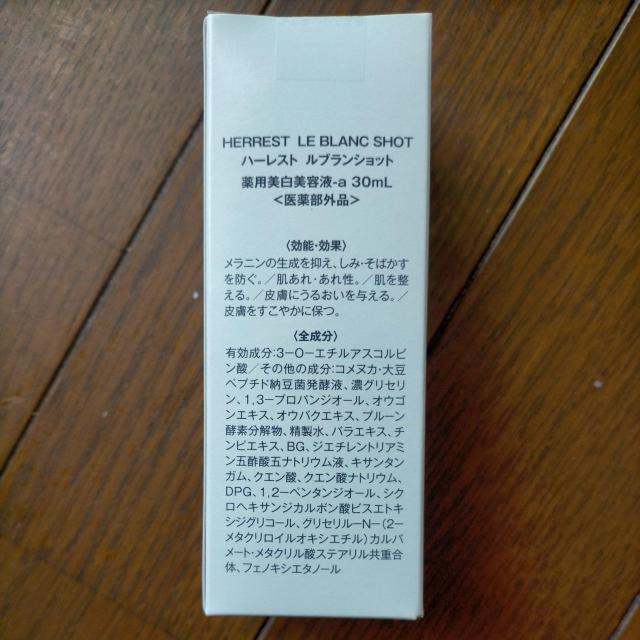 HERREST LE BLANC SHOT
ハーレスト ルブランショット
薬用美白美容液-a 30mL
<医薬部外品>
〈効能・効果〉
メラニンの生成を抑え、しみ・そばかす
を防ぐ。/肌あれ・あれ性。/肌を整
える。/皮膚にうるおいを与える。/
皮膚をすこやかに保つ。
〈全成分〉
有効成分:3-O-エチルアスコルビ
ン酸/その他の成分:コメヌカ・大豆
ペプチド納豆菌発酵液、濃グリセリ
ン、1,3-プロパンジオール、オウゴ
ンエキス、オウバクエキス、プルーン
酵素分解物、精製水、バラエキス、チ
ンピエキス、BG、ジエチレントリアミ
ン五酢酸五ナトリウム液、キサンタン
ガム、クエン酸、クエン酸ナトリウム、
DPG、1,2-ペンタンジオール、シク
ロヘキサンジカルボン酸ビスエトキ
シジグリコール、グリセリル-N-(2-
メタクリロイルオキシエチル)カルバ
メート・メタクリル酸ステアリル共重合
体、フェノキシエタノール